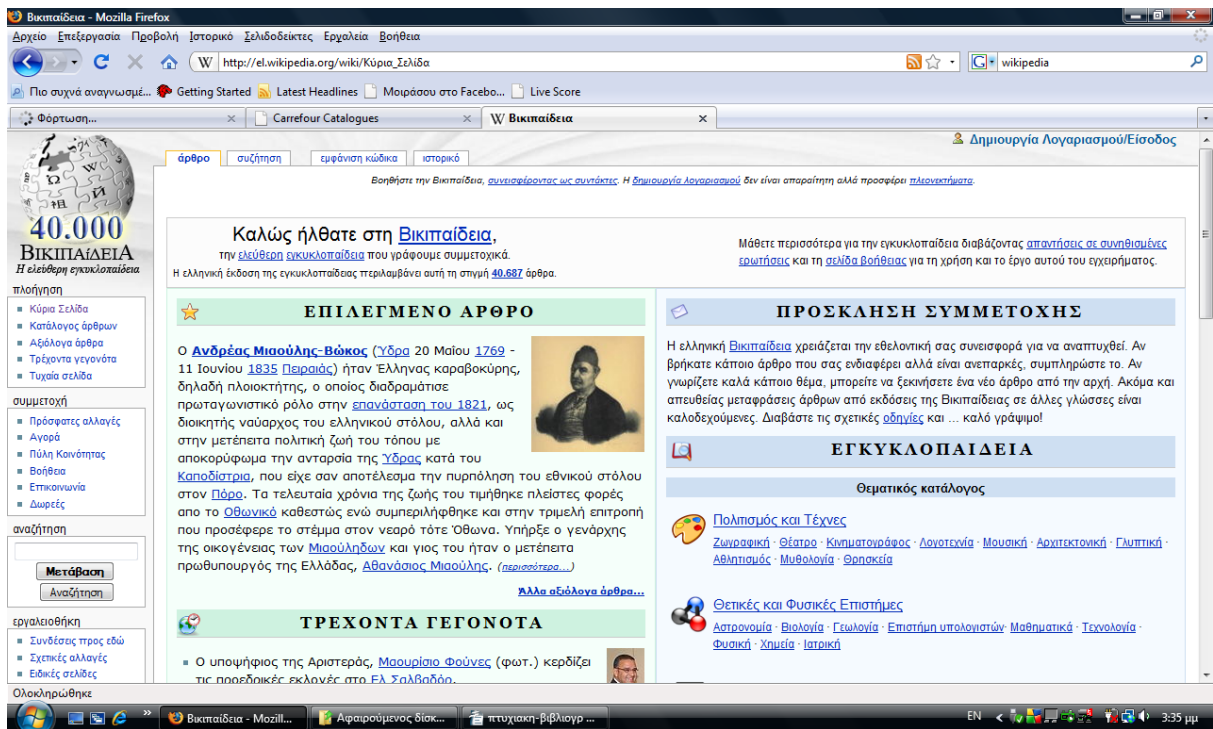 Βικιπαίδεια - Mozilla Firefox
Αρχείο Επεξεργασία Προβολή Ιστορικό Σελιδοδείκτες Εργαλεία Βοήθεια
W http://el.wikipedia.org/wiki/Κύρια_Σελίδα G wikipedia
Πιο συχνά αναγνωσμέ... Getting Started Latest Headlines Μοιράσου στο Facebo... Live Score
Φόρτωση... Carrefour Catalogues W Βικιπαίδεια
Δημιουργία Λογαριασμού/Είσοδος
άρθρο συζήτηση εμφάνιση κώδικα ιστορικό
Βοηθήστε την Βικιπαίδεια, συνεισφέροντας ως συντάκτες. Η δημιουργία λογαριασμού δεν είναι απαραίτητη αλλά προσφέρει πλεονεκτήματα.
40.000
ΒΙΚΙΠΑίΔΕΙΑ
Η ελεύθερη εγκυκλοπαίδεια
πλοήγηση
Κύρια Σελίδα
Κατάλογος άρθρων
Αξιόλογα άρθρα
Τρέχοντα γεγονότα
Τυχαία σελίδα
συμμετοχή
Πρόσφατες αλλαγές
Αγορά
Πύλη Κοινότητας
Βοήθεια
Επικοινωνία
Δωρεές
αναζήτηση
Μετάβαση
Αναζήτηση
εργαλειοθήκη
Συνδέσεις προς εδώ
Σχετικές αλλαγές
Ειδικές σελίδες
Καλώς ήλθατε στη Βικιπαίδεια,
την ελεύθερη εγκυκλοπαίδεια που γράφουμε συμμετοχικά.
Η ελληνική έκδοση της εγκυκλοπαίδειας περιλαμβάνει αυτή τη στιγμή 40.687 άρθρα.
Μάθετε περισσότερα για την εγκυκλοπαίδεια διαβάζοντας απαντήσεις σε συνηθισμένες
ερωτήσεις και τη σελίδα βοήθειας για τη χρήση και το έργο αυτού του εγχειρήματος.
ΕΠΙΛΕΓΜΕΝΟ ΑΡΘΡΟ
Ο Ανδρέας Μιαούλης-Βώκος (Ύδρα 20 Μαΐου 1769 -
11 Ιουνίου 1835 Πειραιάς) ήταν Έλληνας καραβοκύρης,
δηλαδή πλοιοκτήτης, ο οποίος διαδραμάτισε
πρωταγωνιστικό ρόλο στην επανάσταση του 1821, ως
διοικητής ναύαρχος του ελληνικού στόλου, αλλά και
στην μετέπειτα πολιτική ζωή του τόπου με
αποκορύφωμα την ανταρσία της Ύδρας κατά του
Καποδίστρια, που είχε σαν αποτέλεσμα την πυρπόληση του εθνικού στόλου
στον Πόρο. Τα τελευταία χρόνια της ζωής του τιμήθηκε πλείστες φορές
απο το Οθωνικό καθεστώς ενώ συμπεριλήφθηκε και στην τριμελή επιτροπή
που προσέφερε το στέμμα στον νεαρό τότε Όθωνα. Υπήρξε ο γενάρχης
της οικογένειας των Μιαούληδων και γιος του ήταν ο μετέπειτα
πρωθυπουργός της Ελλάδας, Αθανάσιος Μιαούλης. (περισσότερα...)
Άλλα αξιόλογα άρθρα...
ΤΡΕΧΟΝΤΑ ΓΕΓΟΝΟΤΑ
Ο υποψήφιος της Αριστεράς, Μαουρίσιο Φούνες (φωτ.) κερδίζει
τις προεδρικές εκλογές στο Ελ Σαλβαδόρ.
ΠΡΟΣΚΛΗΣΗ ΣΥΜΜΕΤΟΧΗΣ
Η ελληνική Βικιπαίδεια χρειάζεται την εθελοντική σας συνεισφορά για να αναπτυχθεί. Αν
βρήκατε κάποιο άρθρο που σας ενδιαφέρει αλλά είναι ανεπαρκές, συμπληρώστε το. Αν
γνωρίζετε καλά κάποιο θέμα, μπορείτε να ξεκινήσετε ένα νέο άρθρο από την αρχή. Ακόμα και
απευθείας μεταφράσεις άρθρων από εκδόσεις της Βικιπαίδειας σε άλλες γλώσσες είναι
καλοδεχούμενες. Διαβάστε τις σχετικές οδηγίες και ... καλό γράψιμο!
ΕΓΚΥΚΛΟΠΑΙΔΕΙΑ
Θεματικός κατάλογος
Πολιτισμός και Τέχνες
Ζωγραφική · Θέατρο · Κινηματογράφος · Λογοτεχνία · Μουσική · Αρχιτεκτονική · Γλυπτική ·
Αθλητισμός · Μυθολογία · Θρησκεία
Θετικές και Φυσικές Επιστήμες
Αστρονομία · Βιολογία · Γεωλογία · Επιστήμη υπολογιστών· Μαθηματικά · Τεχνολογία ·
Φυσική · Χημεία · Ιατρική
Ολοκληρώθηκε
Βικιπαίδεια - Mozill... Αφαιρούμενος δίσκ... πτυχιακη-βιβλιογρ ... EN 3:35 μμ